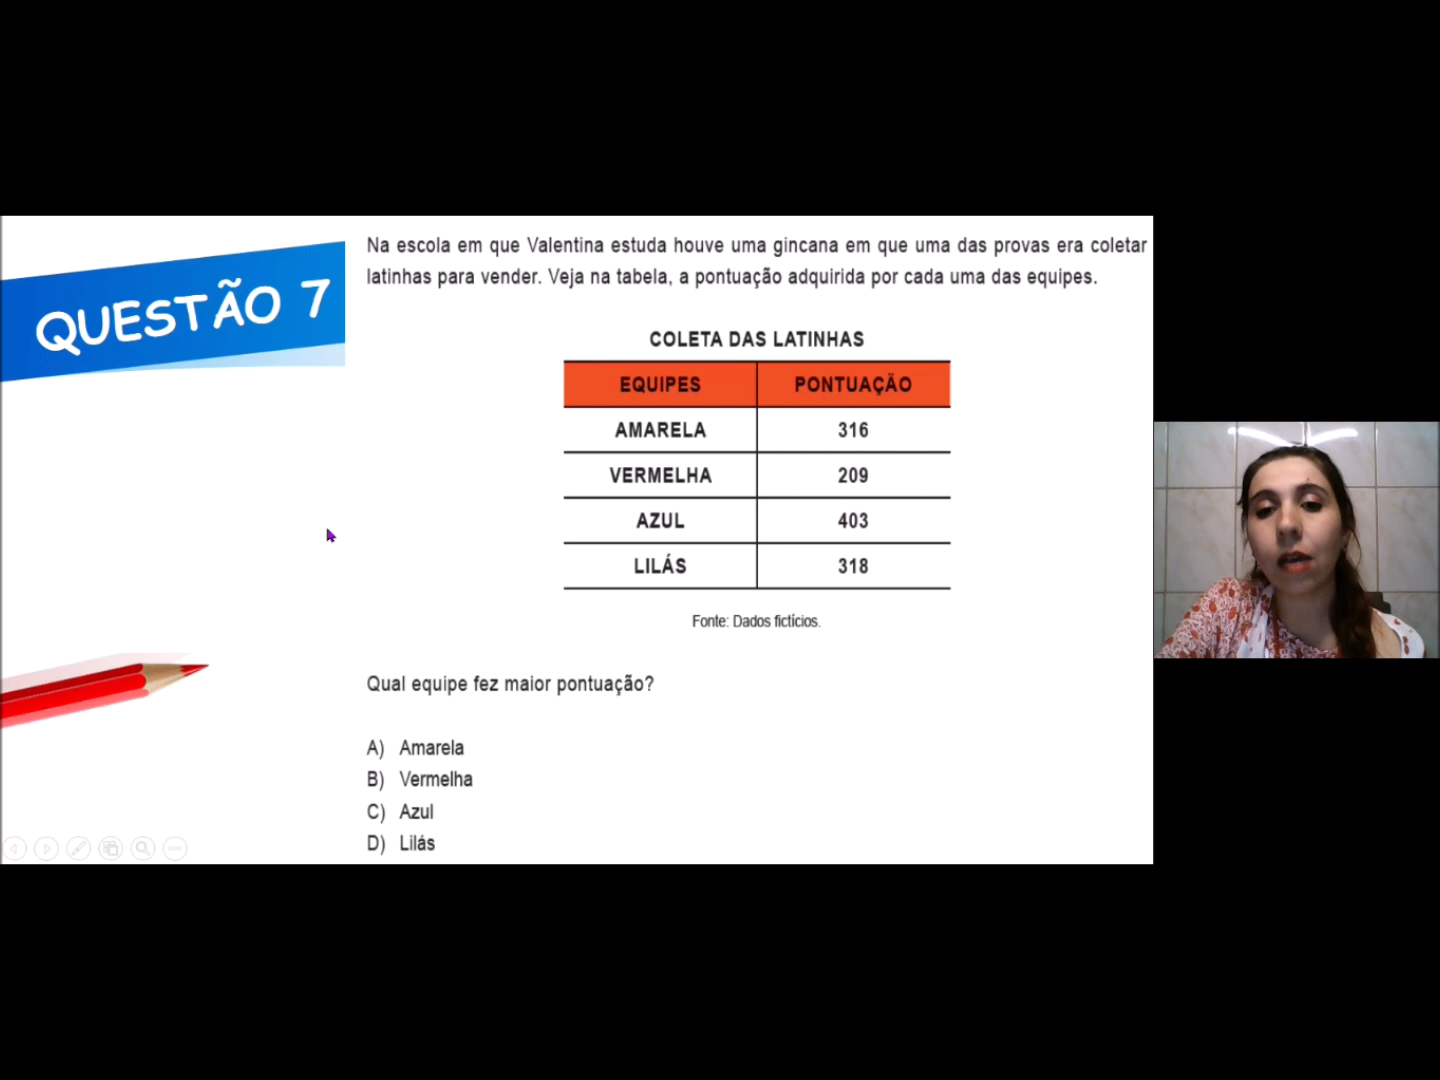 QUESTÃO 7
Na escola em que Valentina estuda houve uma gincana em que uma das provas era coletar
latinhas para vender. Veja na tabela, a pontuação adquirida por cada uma das equipes.
COLETA DAS LATINHAS
EQUIPES PONTUAÇÃO
AMARELA 316
VERMELHA 209
AZUL 403
LILÁS 318
Fonte: Dados fictícios.
Qual equipe fez maior pontuação?
A) Amarela
B) Vermelha
C) Azul
D) Lilás